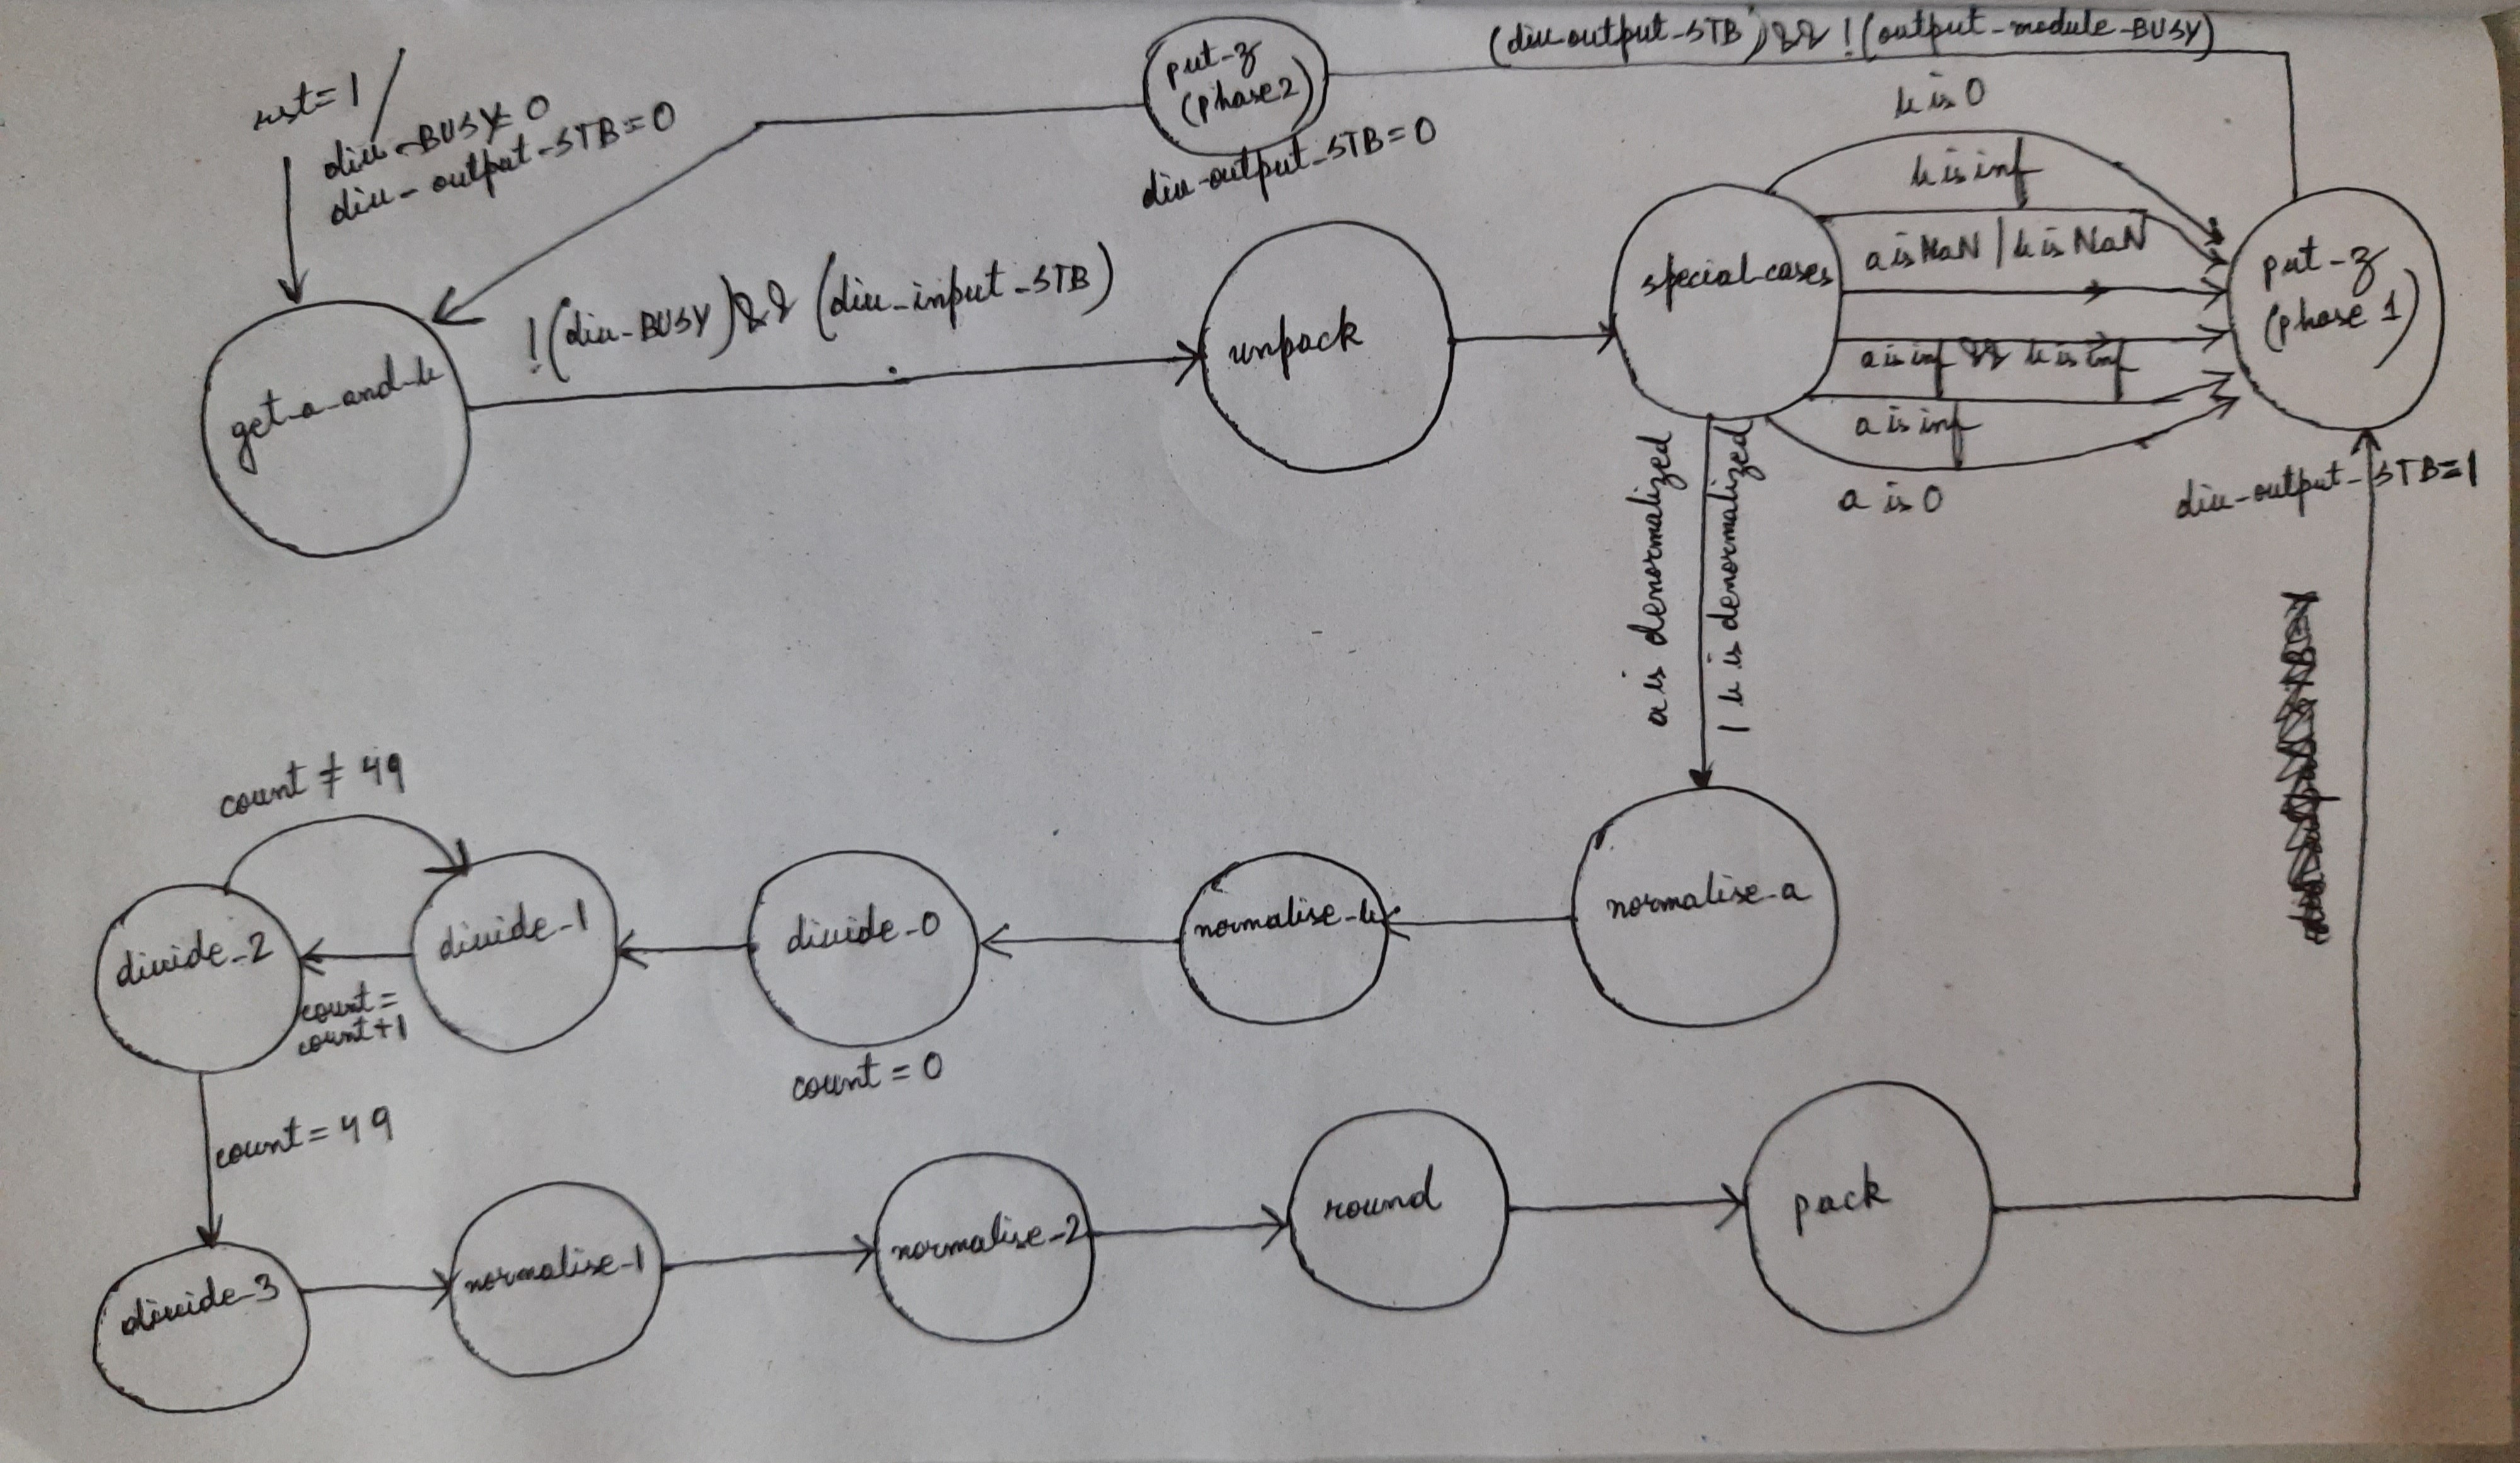 rst=1 /
div-BUSY=0
div-output-STB=0
put-z
(phase2)
div-output-STB=0
(div-output-STB)&& !(output-module-BUSY)
get-a-and-b
!(div-BUSY)&& (div-input-STB)
unpack
special-cases
b is 0
b is inf
a is NaN | b is NaN
a is inf && b is inf
a is inf
a is 0
put-z
(phase 1)
div-output-STB=1
a is denormalized
| b is denormalized
count ≠ 49
divide-2
count=
count+1
divide-1
divide-0
count = 0
normalise-b
normalise-a
count = 49
divide-3
normalise-1
normalise-2
round
pack